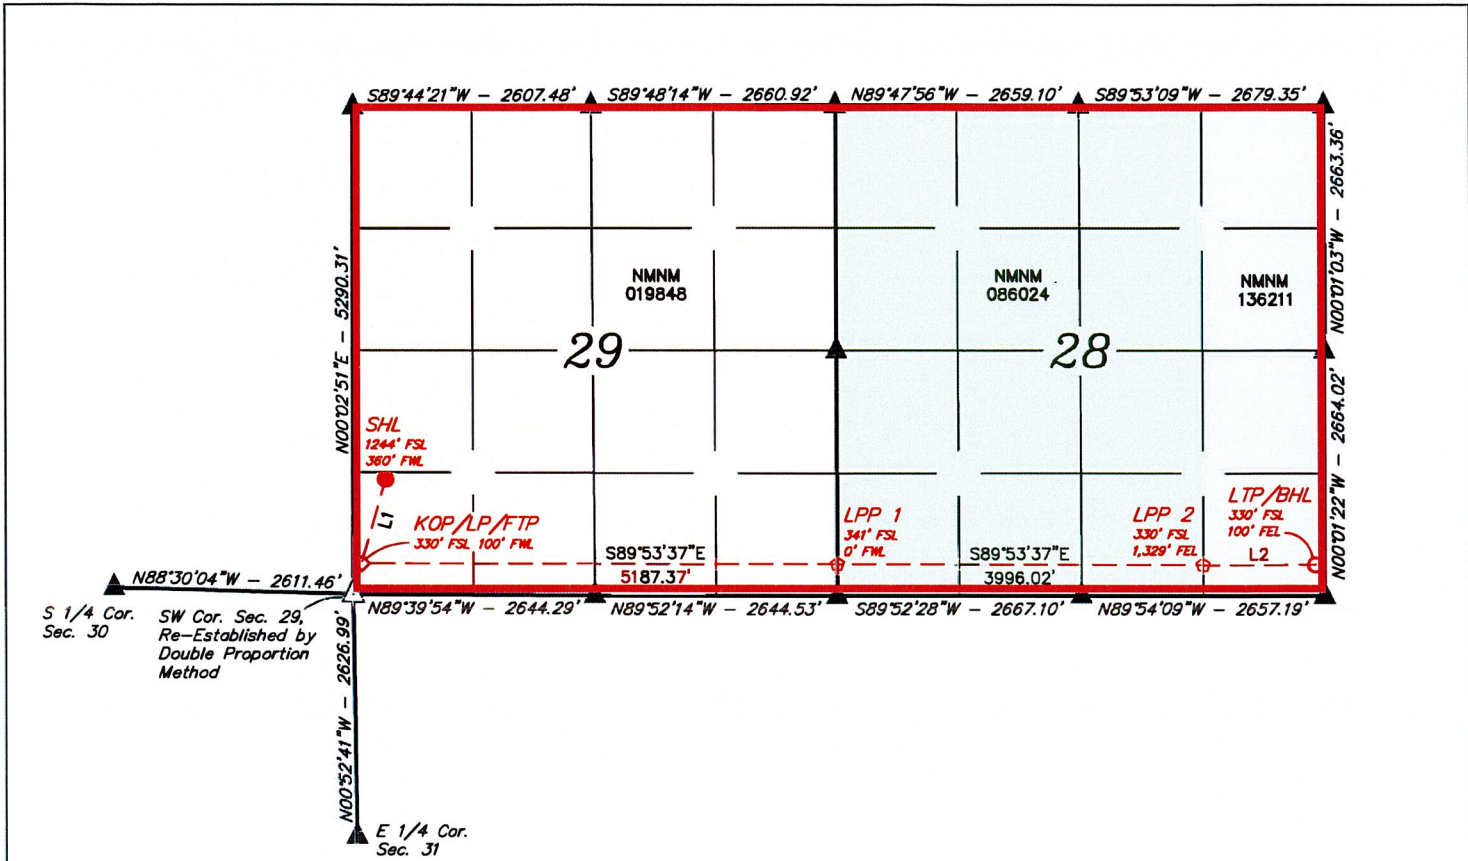 S89°44'21"W - 2607.48'
S89°48'14"W - 2660.92'
N89°47'56"W - 2659.10'
S89°53'09"W - 2679.35'
N00°01'03"W - 2663.36'
N00°02'51"E - 5290.31'
NMNM
019848
NMNM
086024
NMNM
136211
29
28
N00°01'22"W - 2664.02'
SHL
1244' FSL
360' FWL
L1
KOP/LP/FTP
330' FSL 100' FWL
LPP 1
341' FSL
0' FWL
LPP 2
330' FSL
1,329' FEL
LTP/BHL
330' FSL
100' FEL
L2
S89°53'37"E
5187.37'
S89°53'37"E
3996.02'
N88°30'04"W - 2611.46'
N89°39'54"W - 2644.29'
N89°52'14"W - 2644.53'
S89°52'28"W - 2667.10'
N89°54'09"W - 2657.19'
S 1/4 Cor.
Sec. 30
SW Cor. Sec. 29,
Re-Established by
Double Proportion
Method
N00°52'41"W - 2626.99'
E 1/4 Cor.
Sec. 31